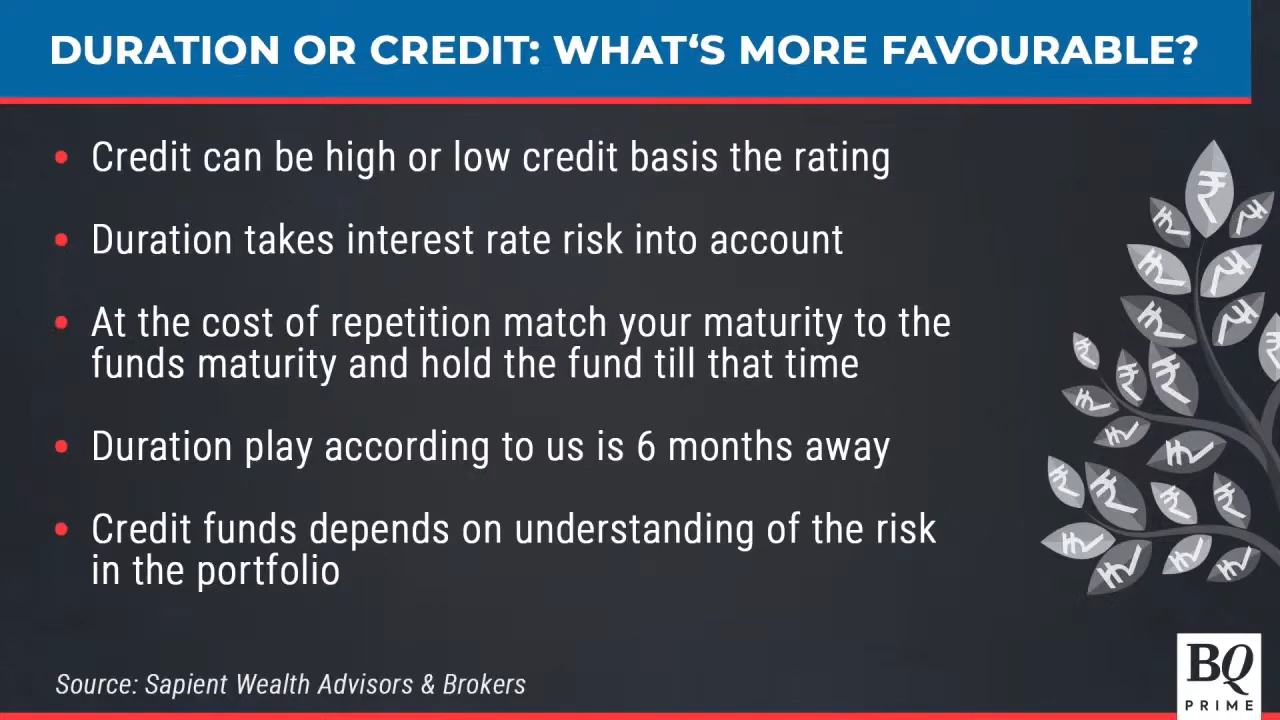 DURATION OR CREDIT: WHAT‘S MORE FAVOURABLE?
• Credit can be high or low credit basis the rating
• Duration takes interest rate risk into account
• At the cost of repetition match your maturity to the
funds maturity and hold the fund till that time
• Duration play according to us is 6 months away
• Credit funds depends on understanding of the risk
in the portfolio
Source: Sapient Wealth Advisors & Brokers
BQ
PRIME